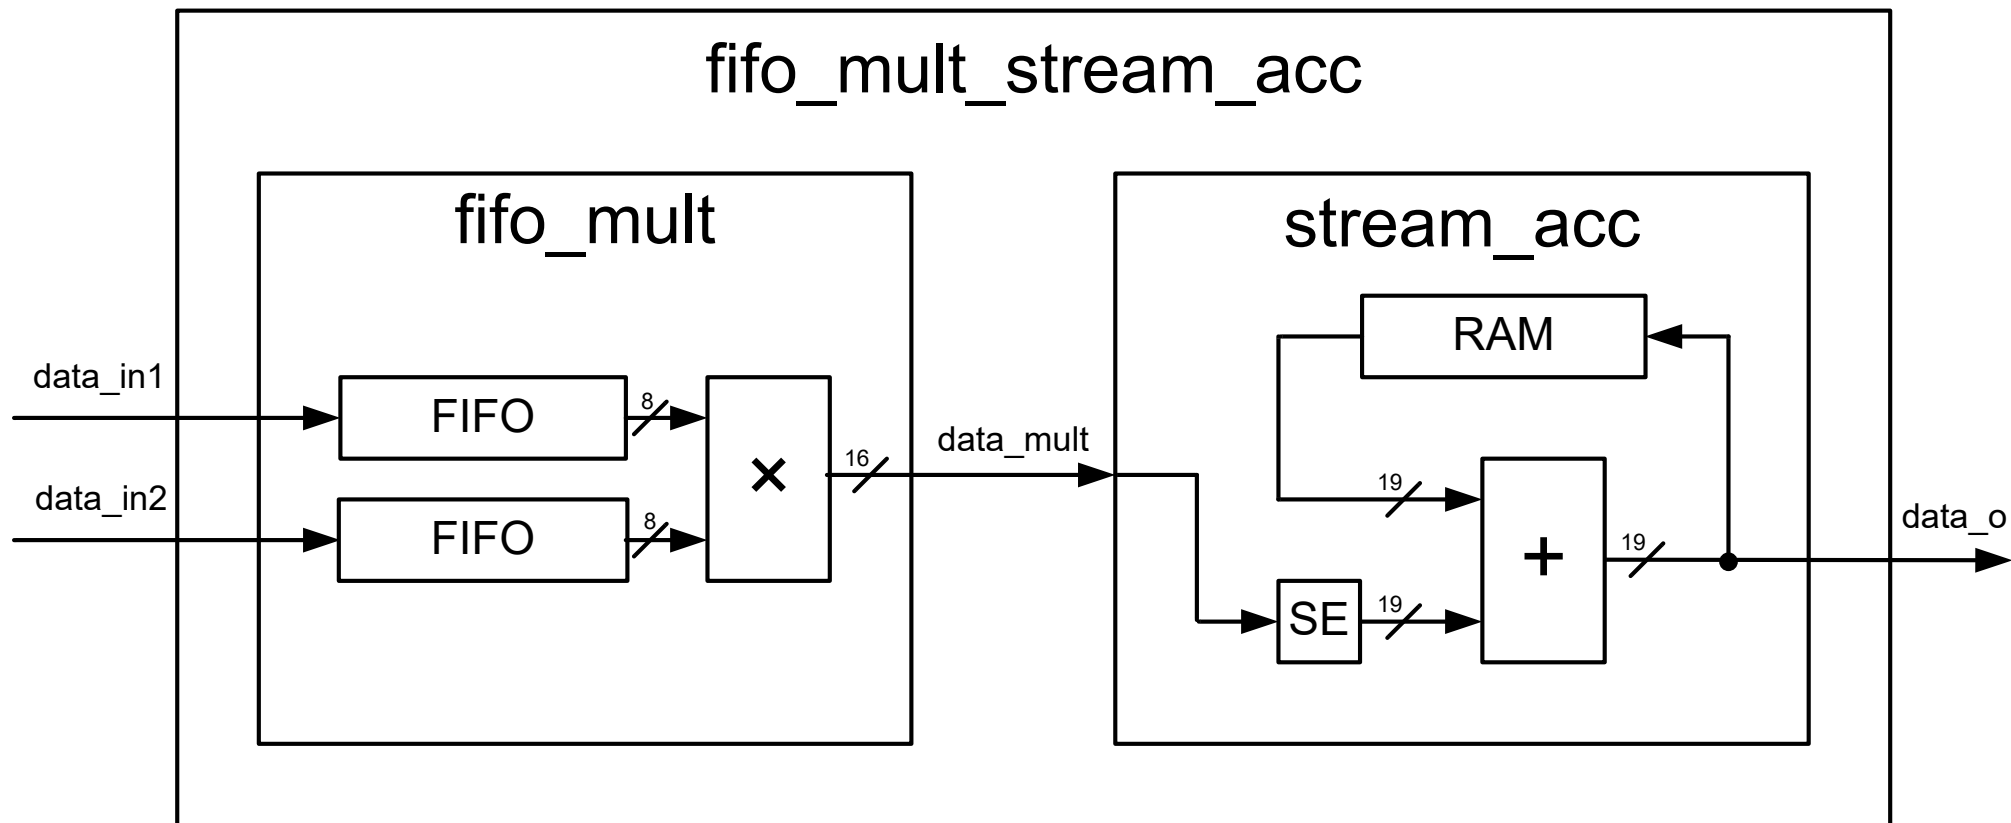 fifo_mult_stream_acc
fifo_mult
stream_acc
RAM
data_in1
FIFO
8
×
data_mult
16
19
data_in2
FIFO
8
+
19
data_o
SE
19